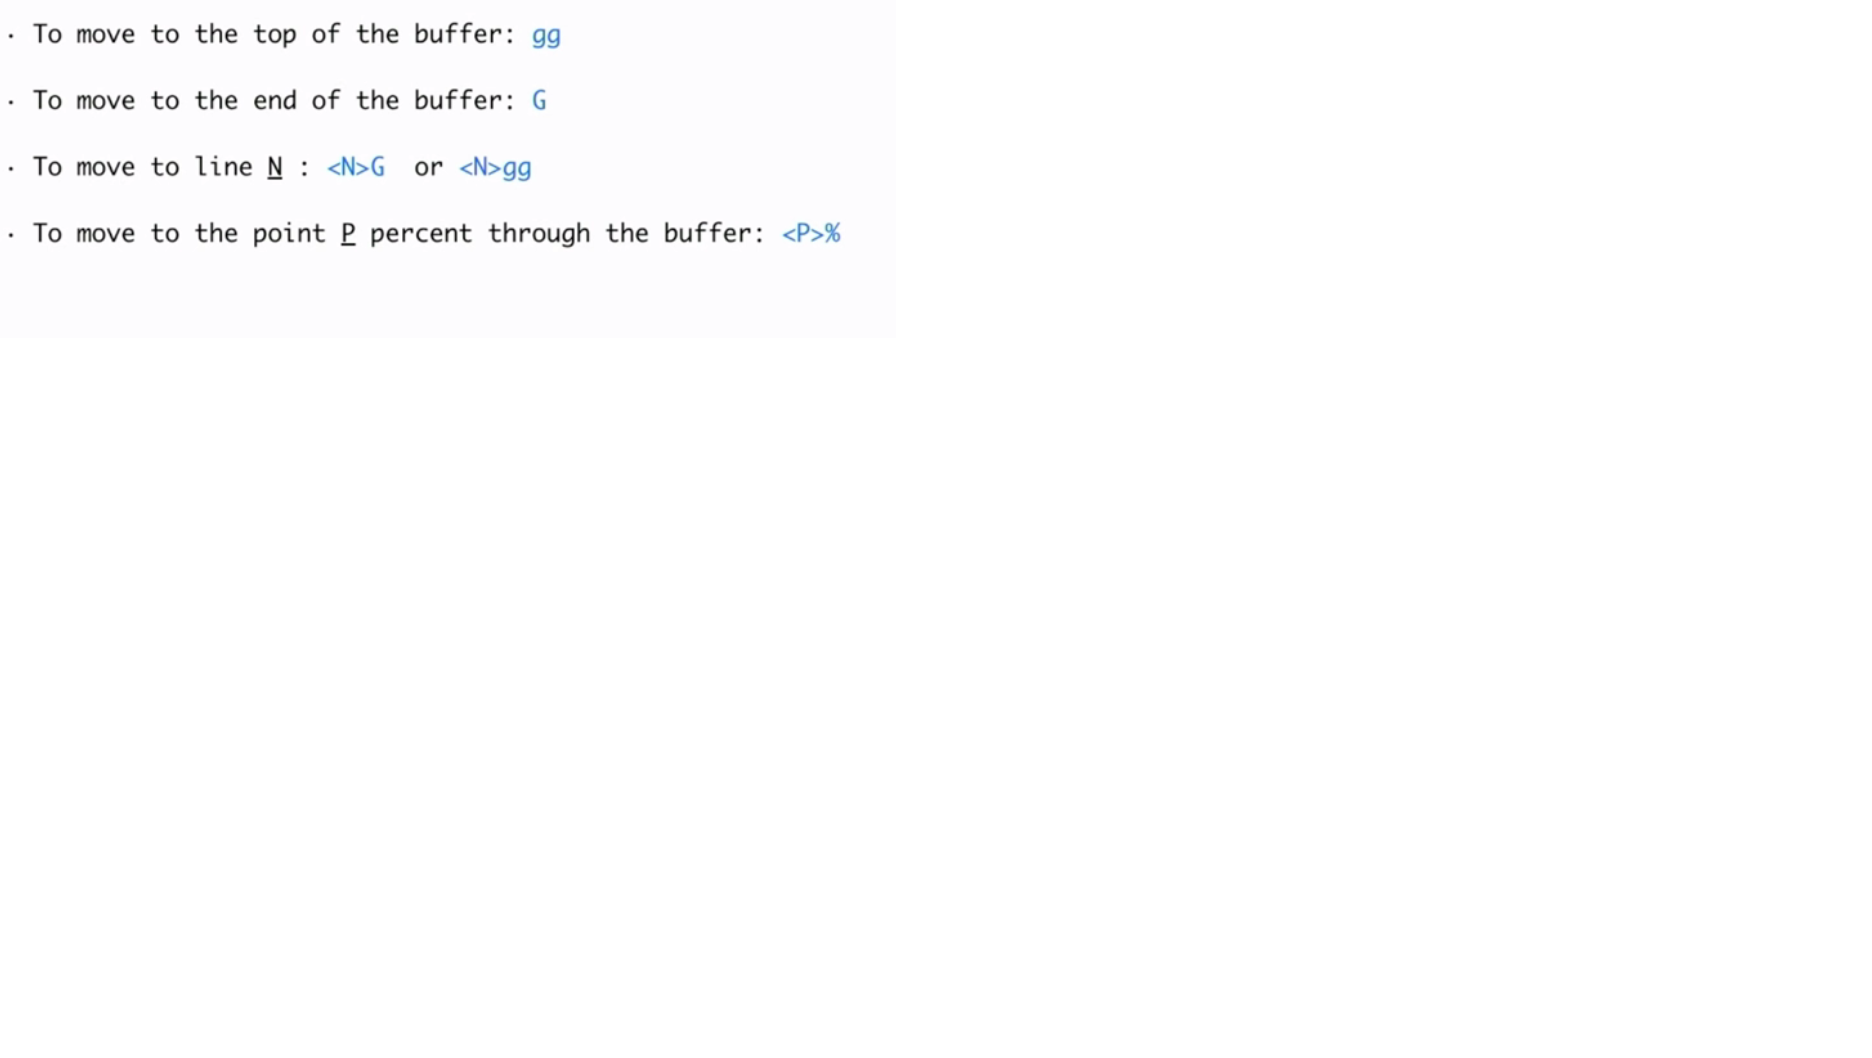 · To move to the top of the buffer: gg
· To move to the end of the buffer: G
· To move to line N : <N>G  or <N>gg
· To move to the point P percent through the buffer: <P>%